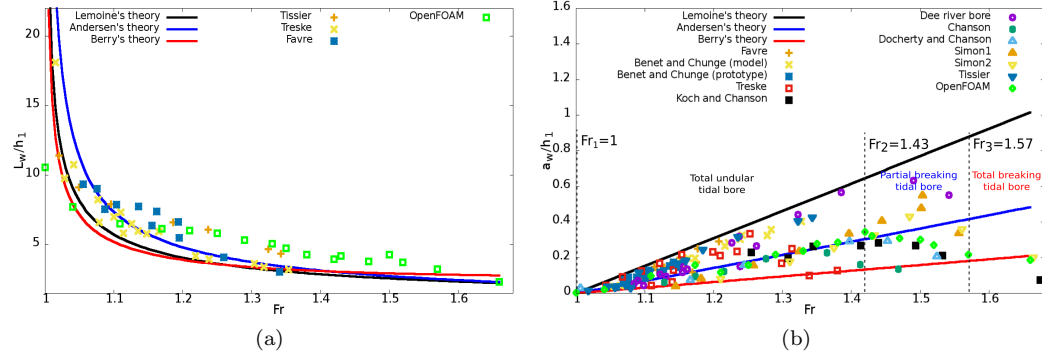 Lemoine's theory
Andersen's theory
Berry's theory
Tissier
Treske
Favre
OpenFOAM
20
15
10
5
L_w/h_1
1
1.1
1.2
1.3
1.4
1.5
1.6
Fr
(a)
Lemoine's theory
Andersen's theory
Berry's theory
Favre
Benet and Chunge (model)
Benet and Chunge (prototype)
Treske
Koch and Chanson
Dee river bore
Chanson
Docherty and Chanson
Simon1
Simon2
Tissier
OpenFOAM
1.6
1.4
1.2
1
0.8
0.6
0.4
0.2
0
a_w/h_1
Fr_1=1
Fr_2=1.43
Fr_3=1.57
Total undular
tidal bore
Partial breaking
tidal bore
Total breaking
tidal bore
1
1.1
1.2
1.3
1.4
1.5
1.6
Fr
(b)